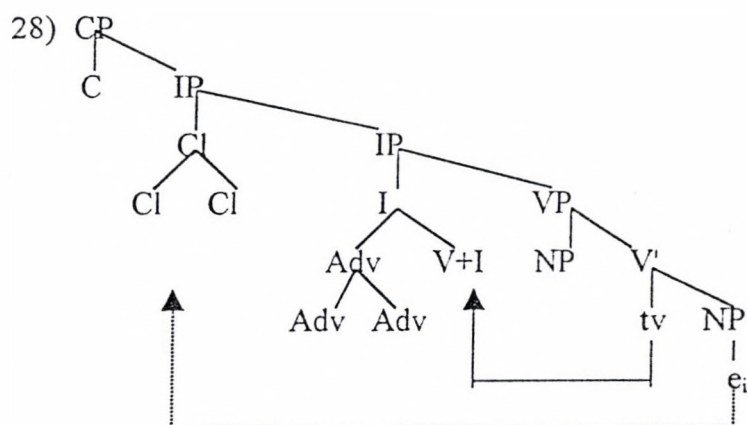 28) CP
C IP
Cl IP
Cl Cl I VP
Adv V+I NP V'
Adv Adv tv NP
ei